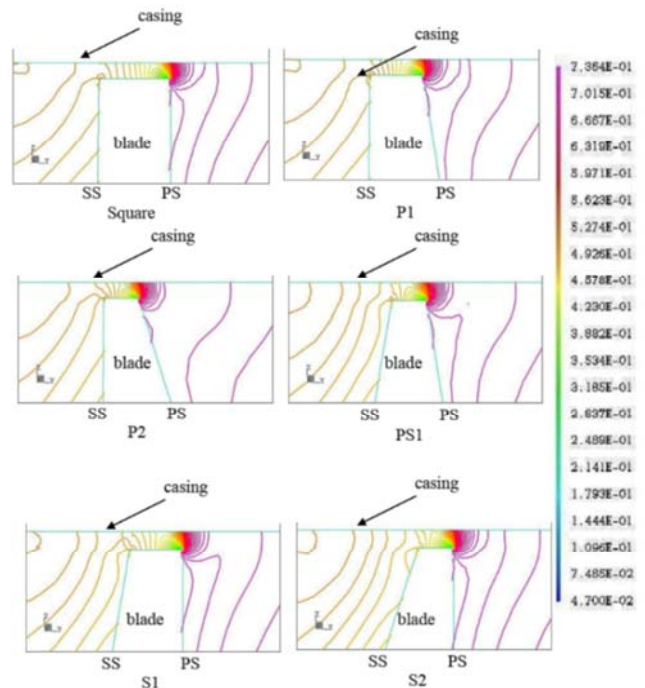 casing
casing
blade
blade
SS
PS
SS
PS
Square
P1
casing
casing
blade
blade
SS
PS
SS
PS
P2
PS1
casing
casing
blade
blade
SS
PS
SS
PS
S1
S2
7.364E-01
7.015E-01
6.667E-01
6.319E-01
5.971E-01
5.623E-01
5.274E-01
4.926E-01
4.578E-01
4.230E-01
3.882E-01
3.534E-01
3.185E-01
2.837E-01
2.489E-01
2.141E-01
1.793E-01
1.444E-01
1.096E-01
7.485E-02
4.700E-02